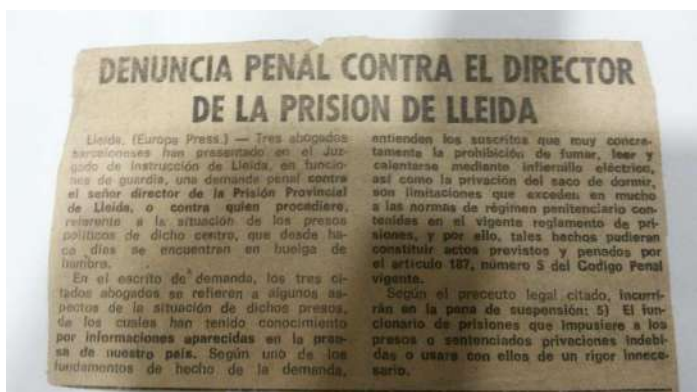 DENUNCIA PENAL CONTRA EL DIRECTOR
DE LA PRISION DE LLEIDA
Lleida, (Europa Press.) — Tres abogados
barceloneses han presentado en el Juz-
gado de Instrucción de Lleida, en funcio-
nes de guardia, una demanda penal contra
el señor director de la Prisión Provincial
de Lleida, o contra quien procediere,
referente a la situación de los presos
políticos de dicho centro, que desde ha-
ce días se encuentran en huelga de
hambre.
En el escrito de demanda, los tres ci-
tados abogados se refieren a algunos as-
pectos de la situación de dichos presos,
de los cuales han tenido conocimiento
por informaciones aparecidas en la pren-
sa de nuestro país. Según uno de los
fundamentos de hecho de la demanda,
entienden los suscritos que muy concre-
tamente la prohibición de fumar, leer y
calentarse mediante infiernillo eléctrico,
así como la privación del saco de dormir,
son limitaciones que exceden en mucho
a las normas de régimen penitenciario con-
tenidas en el vigente reglamento de pri-
siones, y por ello, tales hechos pudieran
constituir actos previstos y penados por
el artículo 187, número 5 del Codigo Penal
vigente.
Según el preceuto legal citado, incurri-
rán en la pena de suspensión: 5) El fun-
cionario de prisiones que impusiere a los
presos o sentenciados privaciones indebi-
das o usare con ellos de un rigor innece-
sario.